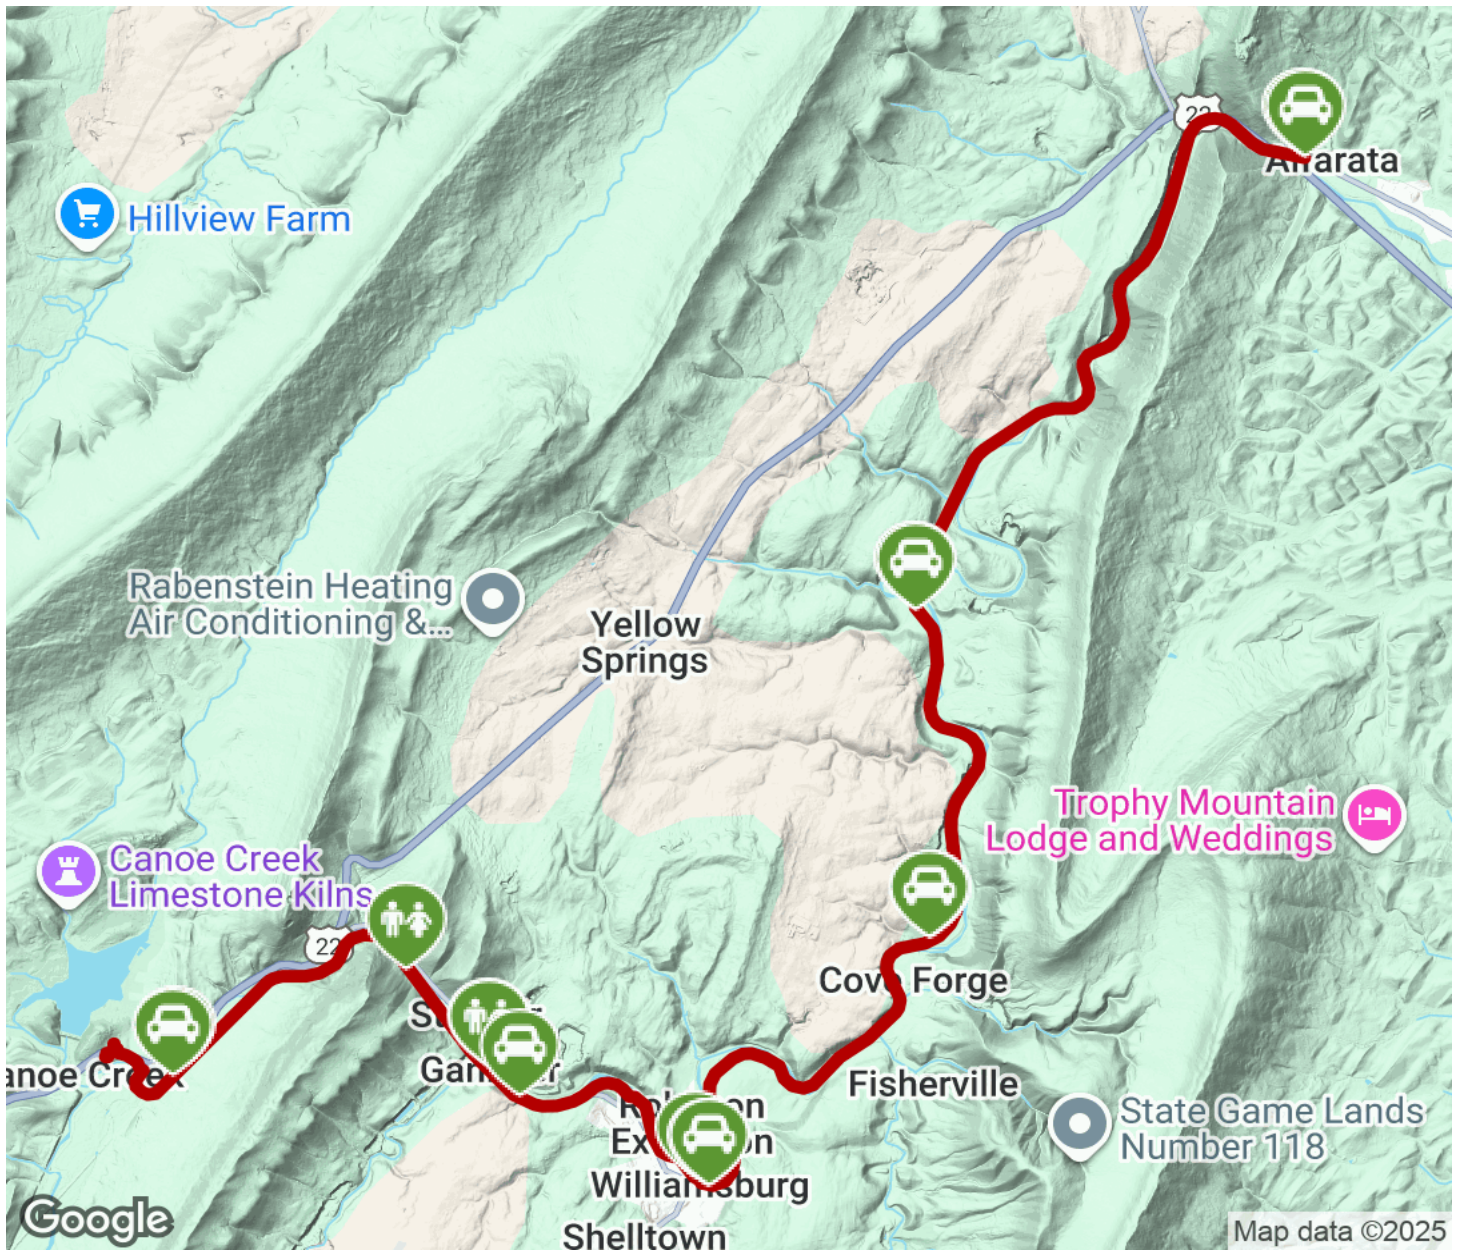 22
Hillview Farm
Rabenstein Heating
Air Conditioning &...
Yellow
Springs
Trophy Mountain
Lodge and Weddings
Canoe Creek
Limestone Kilns
22
Cove Forge
Fisherville
State Game Lands
Number 118
Williamsburg
Shelltown
Google
Map data ©2025